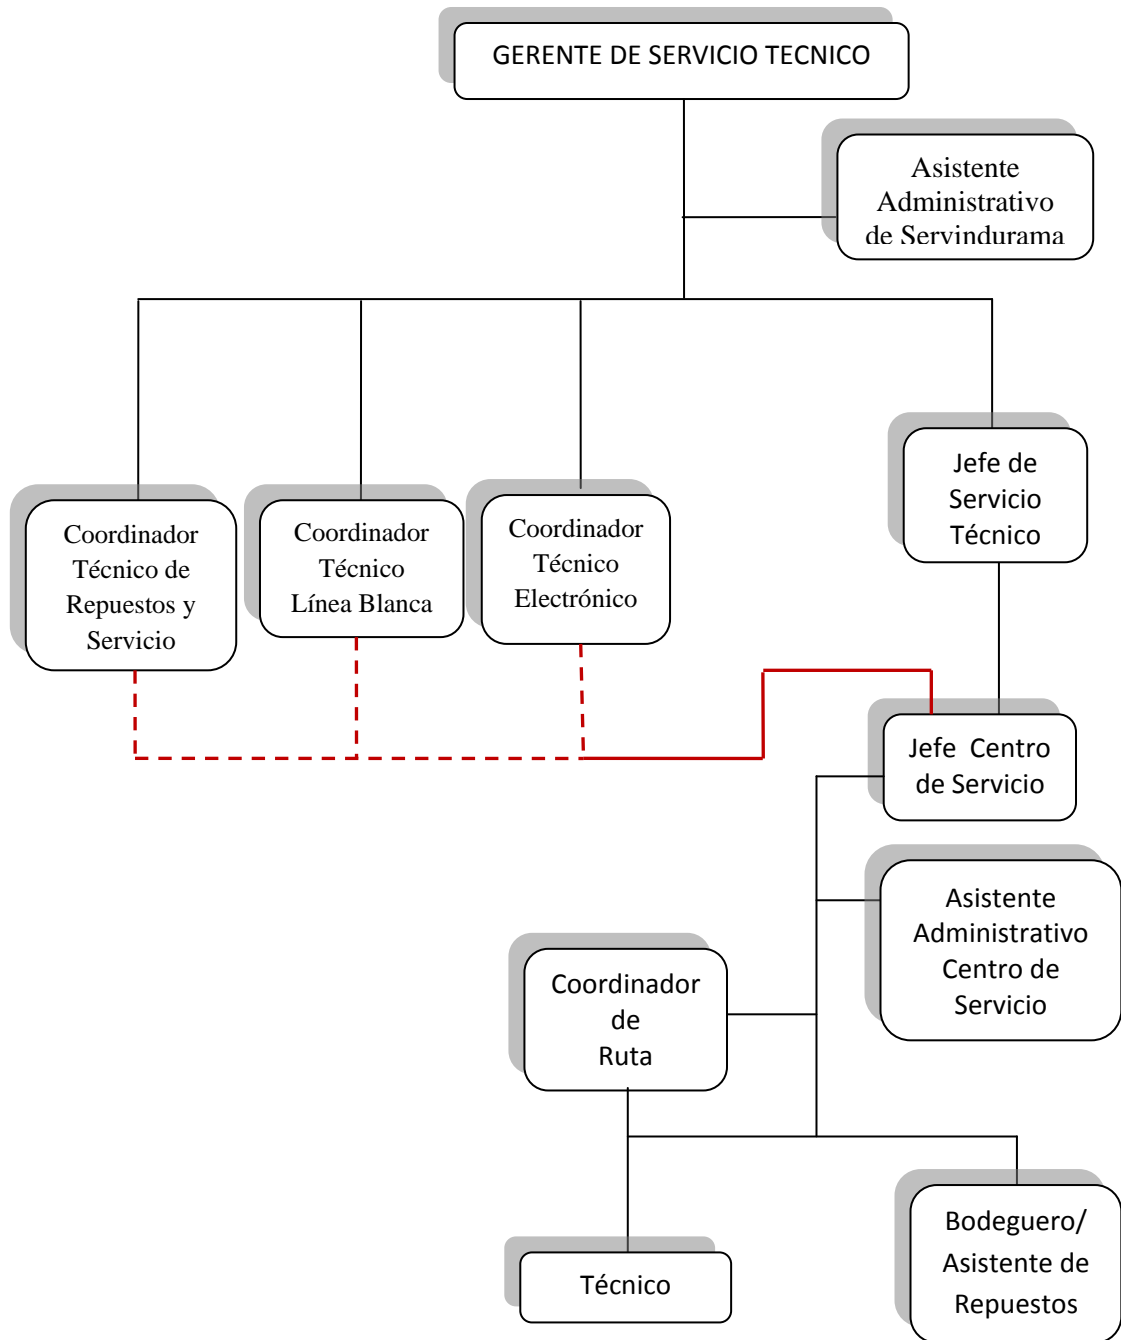 GERENTE DE SERVICIO TECNICO
Asistente
Administrativo
de Servindurama
Jefe de
Servicio
Técnico
Coordinador
Técnico de
Repuestos y
Servicio
Coordinador
Técnico
Línea Blanca
Coordinador
Técnico
Electrónico
Jefe  Centro
de Servicio
Asistente
Administrativo
Centro de
Servicio
Coordinador
de
Ruta
Bodeguero/
Asistente de
Repuestos
Técnico